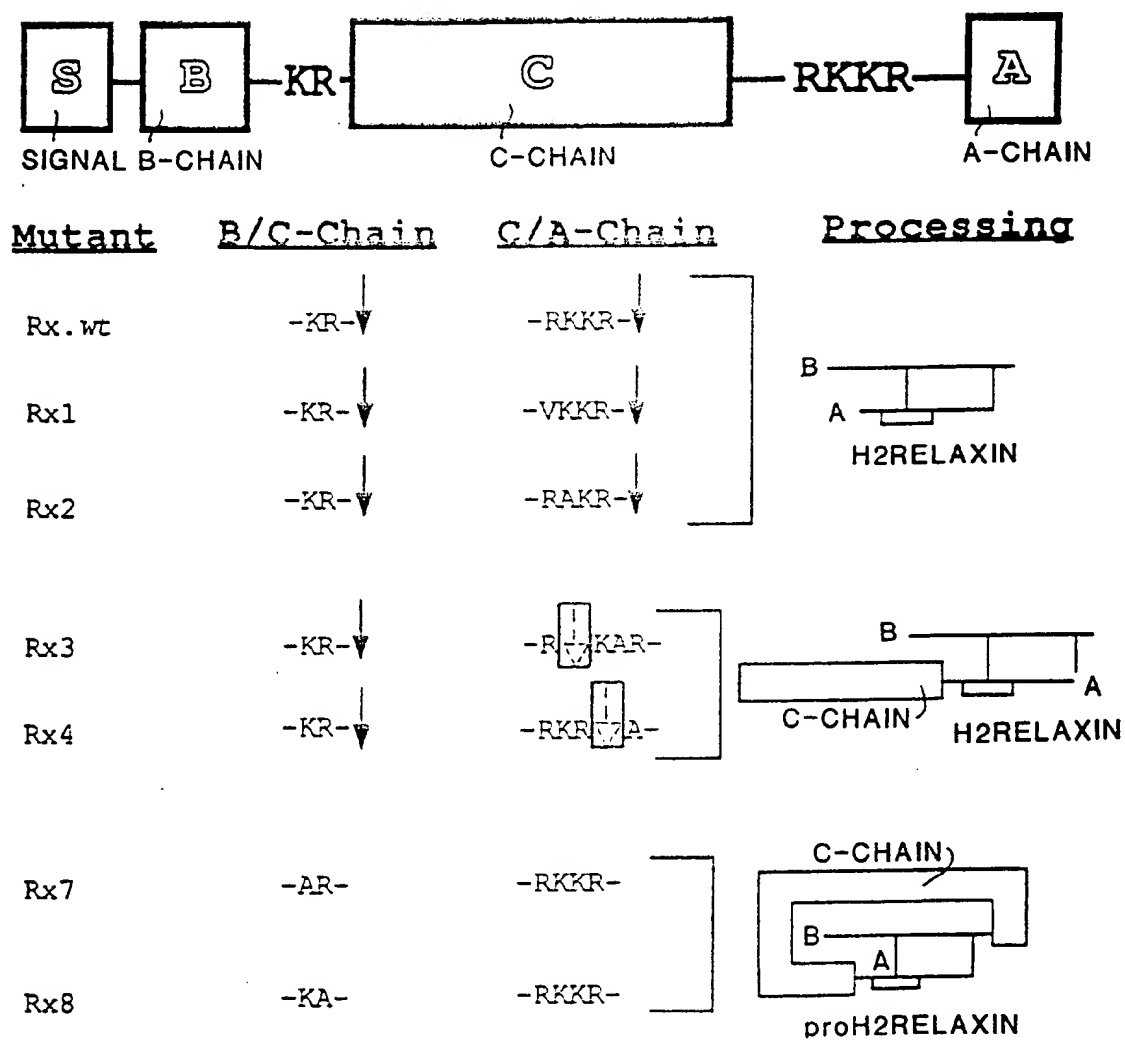 S B KR C RKKR A
SIGNAL B-CHAIN C-CHAIN A-CHAIN
Mutant B/C-Chain C/A-Chain Processing
Rx.wt -KR- -RKKR-
B
Rx1 -KR- -VKKR-
A
H2RELAXIN
Rx2 -KR- -RAKR-
Rx3 -KR- -R KAR-
B
A
C-CHAIN H2RELAXIN
Rx4 -KR- -RKR A-
C-CHAIN
Rx7 -AR- -RKKR-
B
A
Rx8 -KA- -RKKR-
proH2RELAXIN